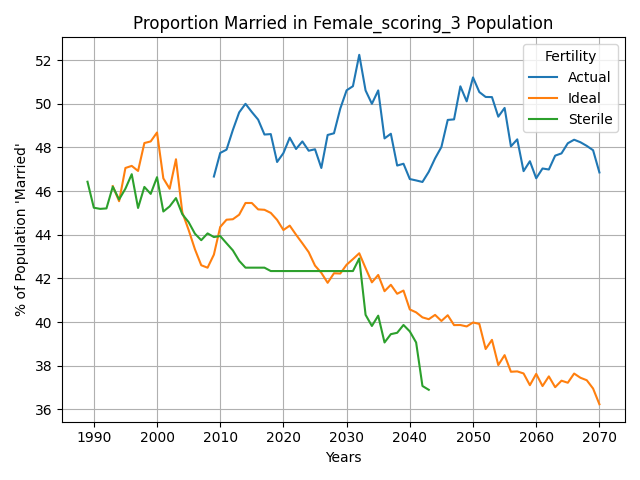 Proportion Married in Female_scoring_3 Population
Fertility
Actual
Ideal
Sterile
% of Population 'Married'
52
50
48
46
44
42
40
38
36
1990 2000 2010 2020 2030 2040 2050 2060 2070
Years